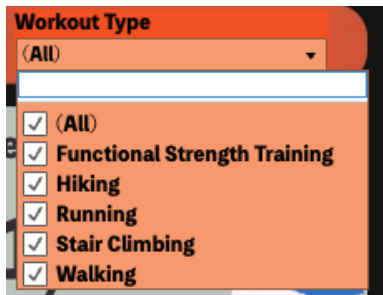 Workout Type
(All)
(All)
Functional Strength Training
Hiking
Running
Stair Climbing
Walking